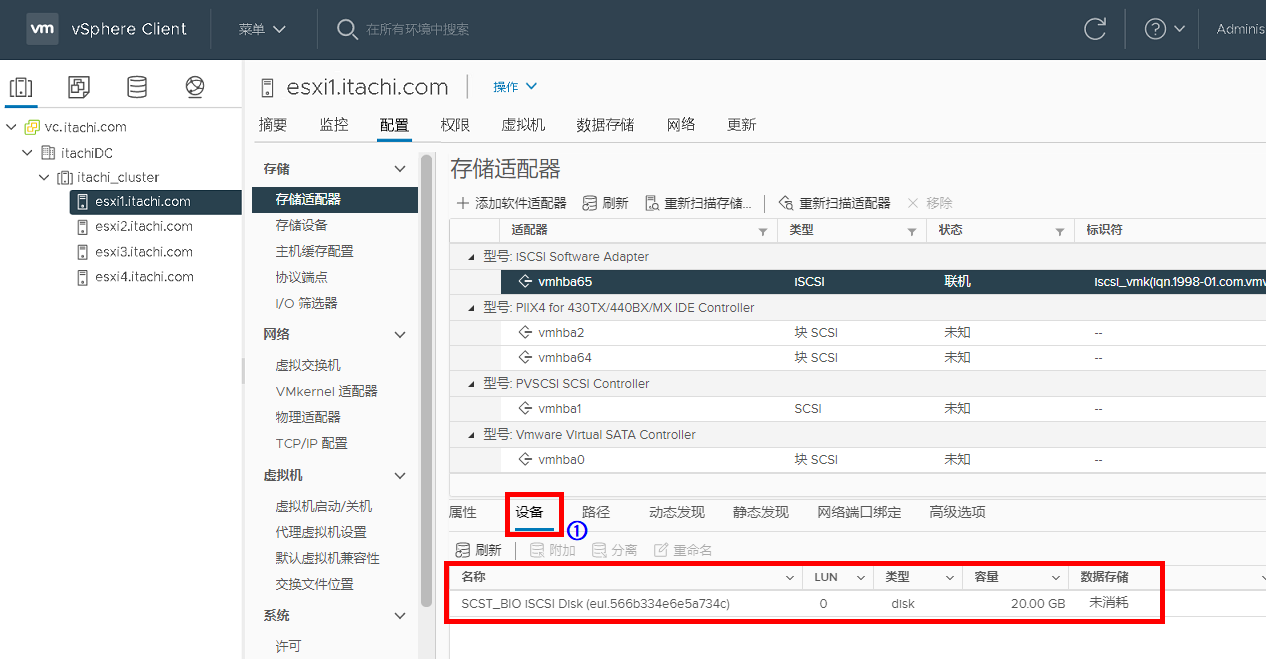 vm vSphere Client 菜单 在所有环境中搜索 Adminis
vc.itachi.com
itachiDC
itachi_cluster
esxi1.itachi.com
esxi2.itachi.com
esxi3.itachi.com
esxi4.itachi.com
esxi1.itachi.com 操作
摘要 监控 配置 权限 虚拟机 数据存储 网络 更新
存储
存储适配器
存储设备
主机缓存配置
协议端点
I/O 筛选器
网络
虚拟交换机
VMkernel 适配器
物理适配器
TCP/IP 配置
虚拟机
虚拟机启动/关机
代理虚拟机设置
默认虚拟机兼容性
交换文件位置
系统
许可
存储适配器
添加软件适配器 刷新 重新扫描存储... 重新扫描适配器 移除
适配器 类型 状态 标识符
型号: iSCSI Software Adapter
vmhba65 iSCSI 联机 iscsi_vmk(iqn.1998-01.com.vmv
型号: PIIX4 for 430TX/440BX/MX IDE Controller
vmhba2 块 SCSI 未知 --
vmhba64 块 SCSI 未知 --
型号: PVSCSI SCSI Controller
vmhba1 SCSI 未知 --
型号: Vmware Virtual SATA Controller
vmhba0 块 SCSI 未知 --
属性 设备 路径 动态发现 静态发现 网络端口绑定 高级选项
①
刷新 附加 分离 重命名
名称 LUN 类型 容量 数据存储
SCST_BIO iSCSI Disk (eui.566b334e6e5a734c) 0 disk 20.00 GB 未消耗